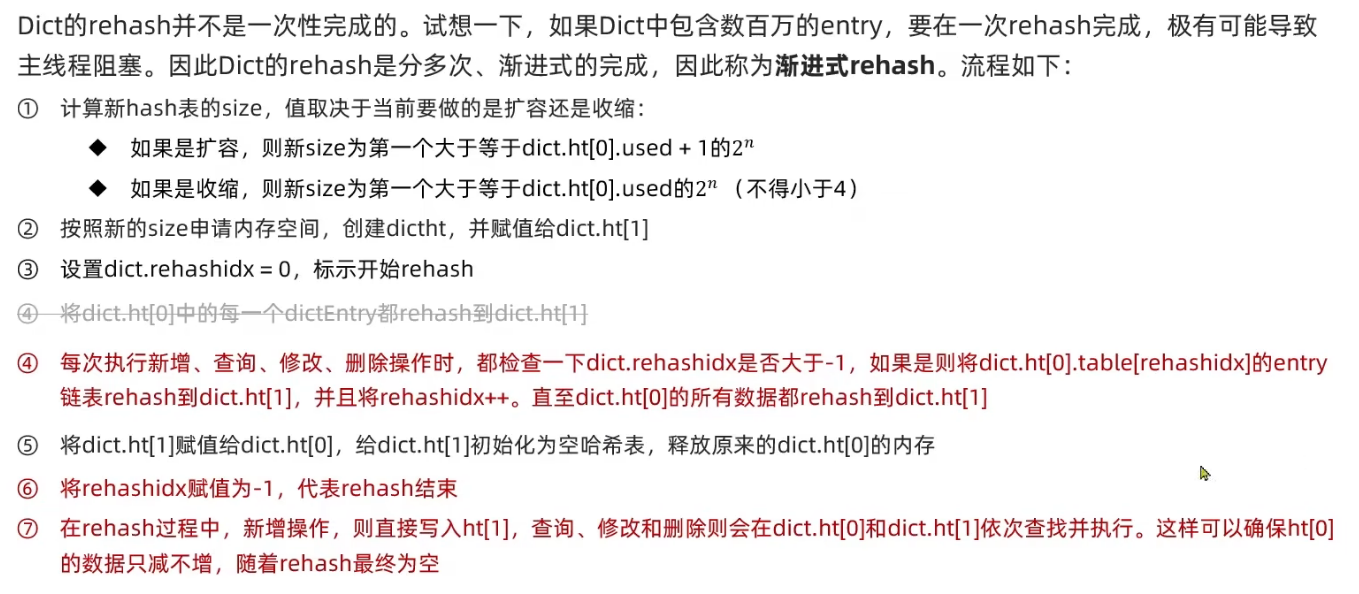 Dict的rehash并不是一次性完成的。试想一下，如果Dict中包含数百万的entry，要在一次rehash完成，极有可能导致
主线程阻塞。因此Dict的rehash是分多次、渐进式的完成，因此称为渐进式rehash。流程如下：
① 计算新hash表的size，值取决于当前要做的是扩容还是收缩：
◆ 如果是扩容，则新size为第一个大于等于dict.ht[0].used + 1的2ⁿ
◆ 如果是收缩，则新size为第一个大于等于dict.ht[0].used的2ⁿ （不得小于4）
② 按照新的size申请内存空间，创建dictht，并赋值给dict.ht[1]
③ 设置dict.rehashidx = 0，标示开始rehash
④ 将dict.ht[0]中的每一个dictEntry都rehash到dict.ht[1]
④ 每次执行新增、查询、修改、删除操作时，都检查一下dict.rehashidx是否大于-1，如果是则将dict.ht[0].table[rehashidx]的entry
链表rehash到dict.ht[1]，并且将rehashidx++。直至dict.ht[0]的所有数据都rehash到dict.ht[1]
⑤ 将dict.ht[1]赋值给dict.ht[0]，给dict.ht[1]初始化为空哈希表，释放原来的dict.ht[0]的内存
⑥ 将rehashidx赋值为-1，代表rehash结束
⑦ 在rehash过程中，新增操作，则直接写入ht[1]，查询、修改和删除则会在dict.ht[0]和dict.ht[1]依次查找并执行。这样可以确保ht[0]
的数据只减不增，随着rehash最终为空